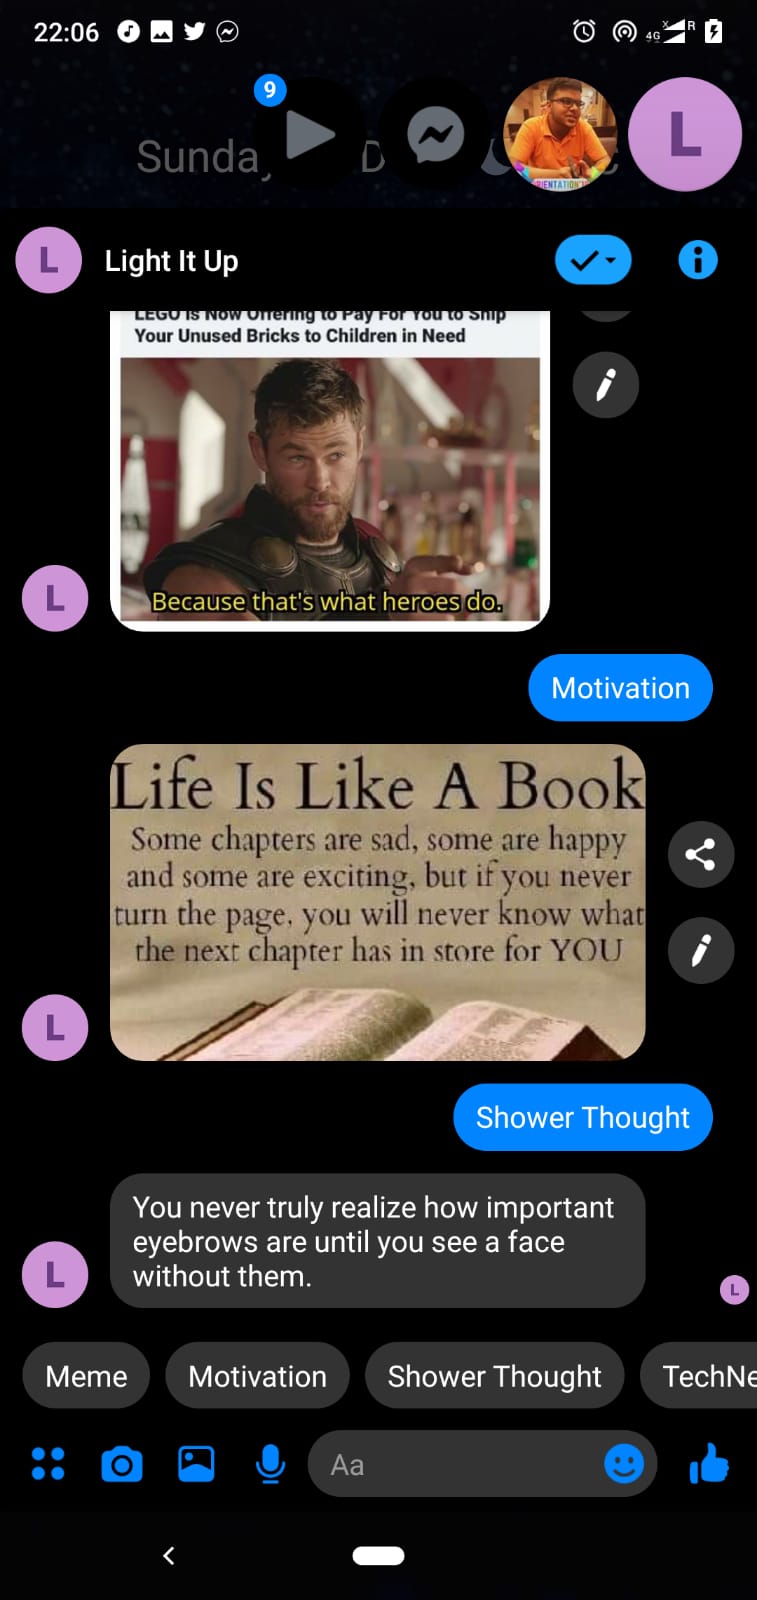 22:06
4G
R
9
Sunda
D
L
RIENTATION
L
Light It Up
LEGO Is Now Offering to Pay For You to Ship
Your Unused Bricks to Children in Need
Because that's what heroes do.
L
Motivation
Life Is Like A Book
Some chapters are sad, some are happy
and some are exciting, but if you never
turn the page, you will never know what
the next chapter has in store for YOU
L
Shower Thought
You never truly realize how important
eyebrows are until you see a face
without them.
L
L
Meme
Motivation
Shower Thought
TechNe
Aa